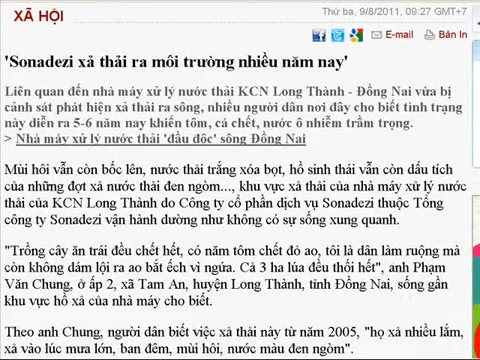 XÃ HỘI
Thứ ba, 9/8/2011, 09:27 GMT+7
E-mail Bản In
'Sonadezi xả thải ra môi trường nhiều năm nay'
Liên quan đến nhà máy xử lý nước thải KCN Long Thành - Đồng Nai vừa bị
cảnh sát phát hiện xả thải ra sông, nhiều người dân nơi đây cho biết tình trạng
này diễn ra 5-6 năm nay khiến tôm, cá chết, nước ô nhiễm trầm trọng.
> Nhà máy xử lý nước thải 'đầu độc' sông Đồng Nai
Mùi hôi vẫn còn bốc lên, nước thải trắng xóa bọt, hồ sinh thái vẫn còn dấu tích
của những đợt xả nước thải đen ngòm..., khu vực xả thải của nhà máy xử lý nước
thải của KCN Long Thành do Công ty cổ phần dịch vụ Sonadezi thuộc Tổng
công ty Sonadezi vận hành dường như không có sự sống xung quanh.
"Trồng cây ăn trái đều chết hết, có năm tôm chết đỏ ao, tôi là dân làm ruộng mà
còn không dám lội ra ao bắt ếch vì ngứa. Cả 3 ha lúa đều thối hết", anh Phạm
Văn Chung, ở ấp 2, xã Tam An, huyện Long Thành, tỉnh Đồng Nai, sống gần
khu vực hồ xả của nhà máy cho biết.
Theo anh Chung, người dân biết việc xả thải này từ năm 2005, "họ xả nhiều lắm,
xả vào lúc mưa lớn, ban đêm, mùi hôi, nước màu đen ngòm".